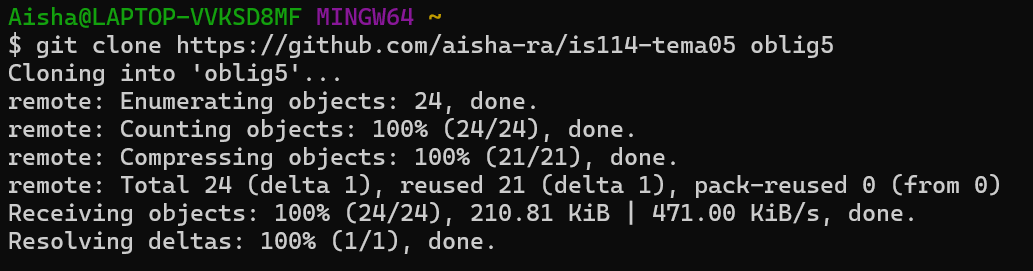 Aisha@LAPTOP-VVKSD8MF MINGW64 ~
$ git clone https://github.com/aisha-ra/is114-tema05 oblig5
Cloning into 'oblig5'...
remote: Enumerating objects: 24, done.
remote: Counting objects: 100% (24/24), done.
remote: Compressing objects: 100% (21/21), done.
remote: Total 24 (delta 1), reused 21 (delta 1), pack-reused 0 (from 0)
Receiving objects: 100% (24/24), 210.81 KiB | 471.00 KiB/s, done.
Resolving deltas: 100% (1/1), done.